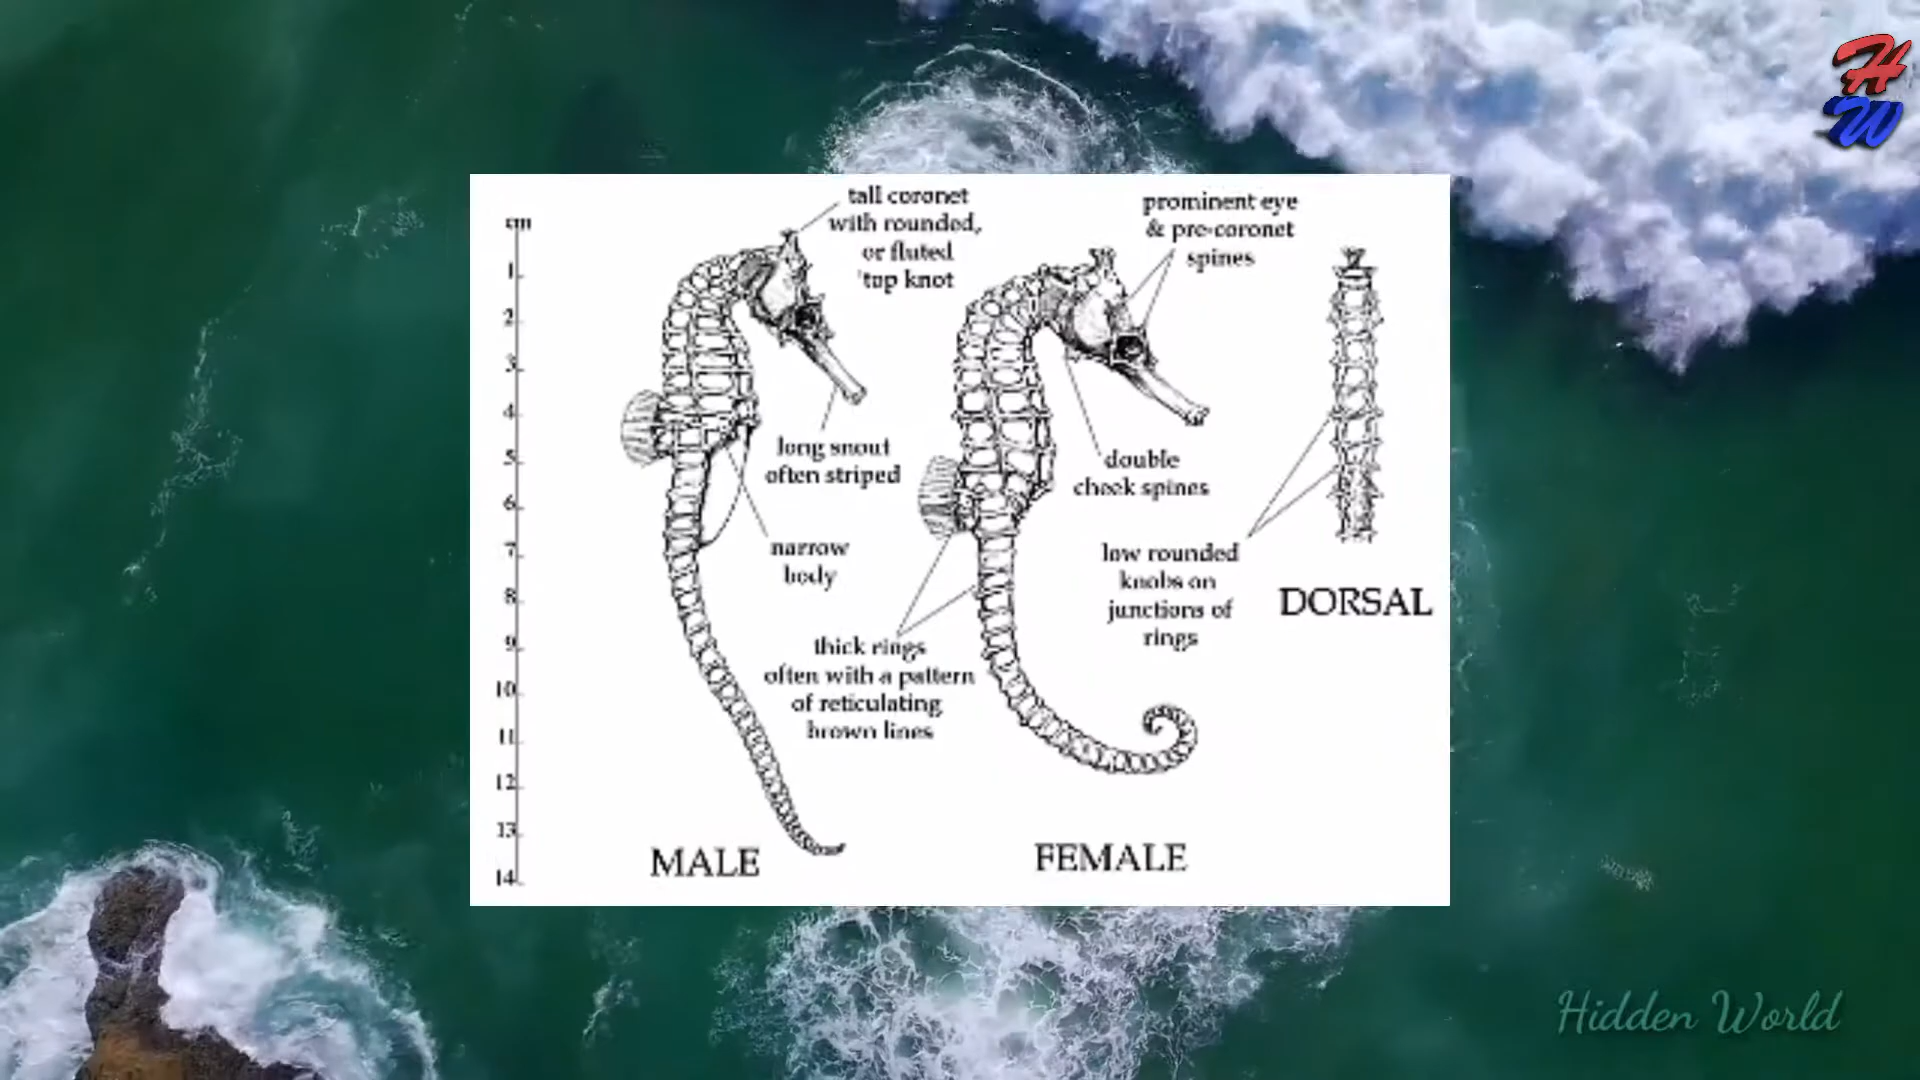 H
W
cm
1
2
3
4
5
6
7
8
9
10
11
12
13
14
tall coronet
with rounded,
or fluted
'top knot
long snout
often striped
narrow
body
MALE
prominent eye
& pre-coronet
spines
double
cheek spines
thick rings
often with a pattern
of reticulating
brown lines
FEMALE
low rounded
knobs on
junctions of
rings
DORSAL
Hidden World